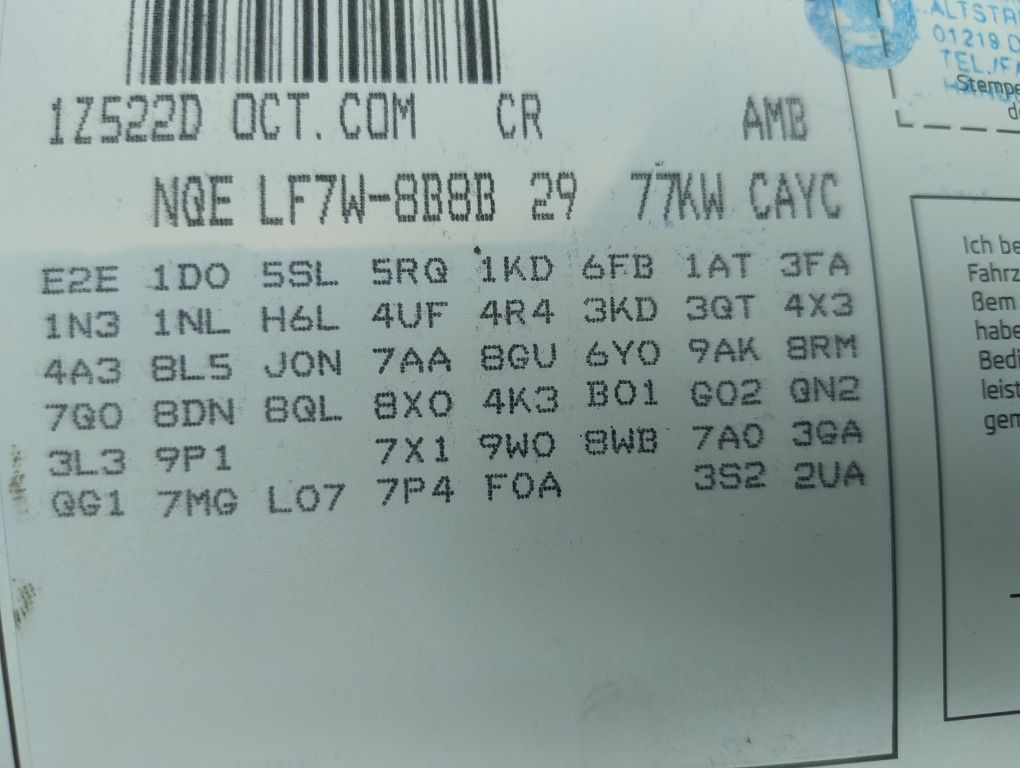 1Z522D OCT.COM CR AMB
NQE LF7W-8B8B 29 77KW CAYC
E2E 1D0 5SL 5RQ 1KD 6FB 1AT 3FA
1N3 1NL H6L 4UF 4R4 3KD 3QT 4X3
4A3 8L5 J0N 7AA 8GU 6Y0 9AK 8RM
7Q0 8DN 8QL 8X0 4K3 B01 G02 QN2
3L3 9P1 7X1 9W0 8WB 7A0 3GA
QG1 7MG L07 7P4 F0A 3S2 2UA
01219 D
TEL./F
Stempe
Ich be
Fahrz
ßem
habe
Bedi
leist
gem